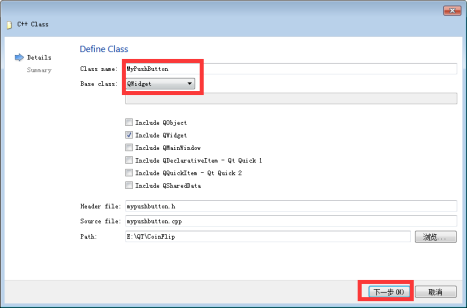 C++ Class
Details
Summary
Define Class
Class name: MyPushButton
Base class: QWidget
Include QObject
Include QWidget
Include QMainWindow
Include QDeclarativeItem - Qt Quick 1
Include QQuickItem - Qt Quick 2
Include QSharedData
Header file: mypushbutton.h
Source file: mypushbutton.cpp
Path: E:\QT\CoinFlip
浏览...
下一步(N)
取消